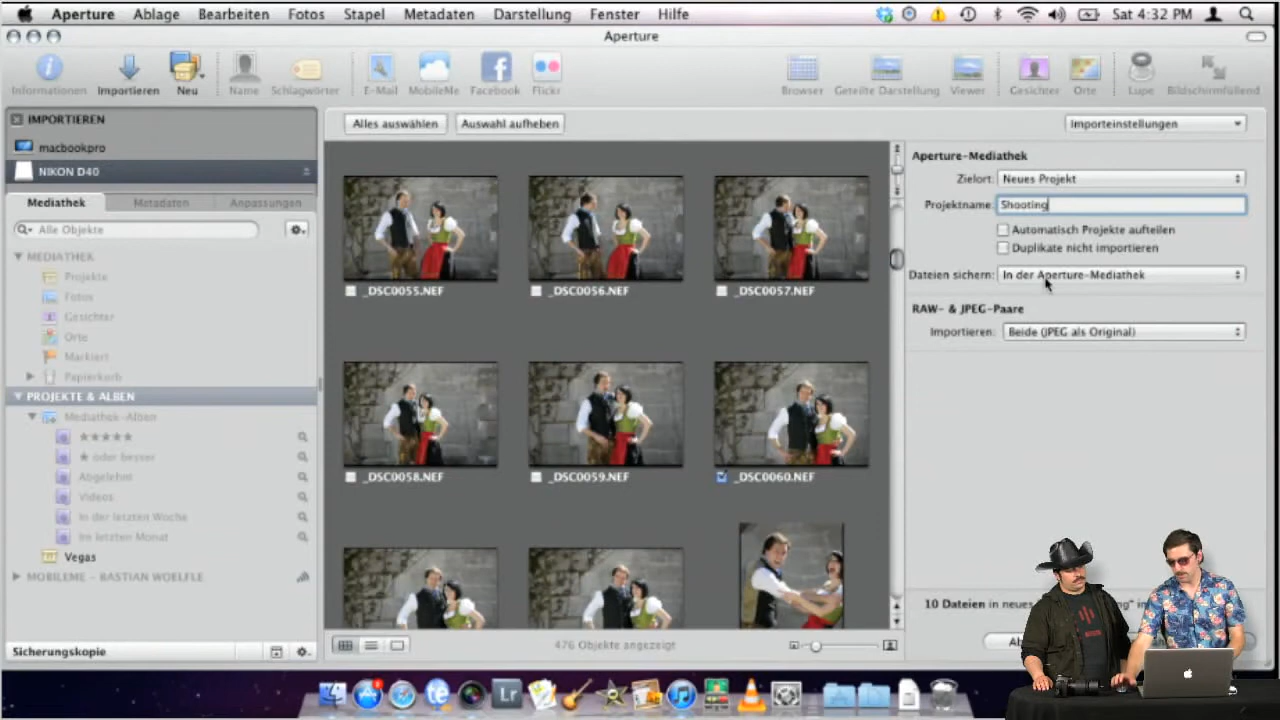 Aperture Ablage Bearbeiten Fotos Stapel Metadaten Darstellung Fenster Hilfe Sat 4:32 PM
Aperture
Informationen Importieren Neu Name Schlagwörter E-Mail MobileMe Facebook Flickr Browser Geteilte Darstellung Viewer Gesichter Orte Lupe Bildschirmfüllend
IMPORTIEREN
macbookpro
NIKON D40
Mediathek Metadaten Anpassungen
Alle Objekte
MEDIATHEK
Projekte
Fotos
Gesichter
Orte
Markiert
Papierkorb
PROJEKTE & ALBEN
Mediathek-Alben
★★★★★
★ oder besser
Abgelehnt
Videos
In der letzten Woche
Im letzten Monat
Vegas
MOBILEME – BASTIAN WOELFLE
Sicherungskopie
Alles auswählen Auswahl aufheben
_DSC0055.NEF _DSC0056.NEF _DSC0057.NEF
_DSC0058.NEF _DSC0059.NEF _DSC0060.NEF
476 Objekte angezeigt
Importeinstellungen
Aperture-Mediathek
Zielort: Neues Projekt
Projektname: Shooting
Automatisch Projekte aufteilen
Duplikate nicht importieren
Dateien sichern: In der Aperture-Mediathek
RAW- & JPEG-Paare
Importieren: Beide (JPEG als Original)
10 Dateien in neues
Lr